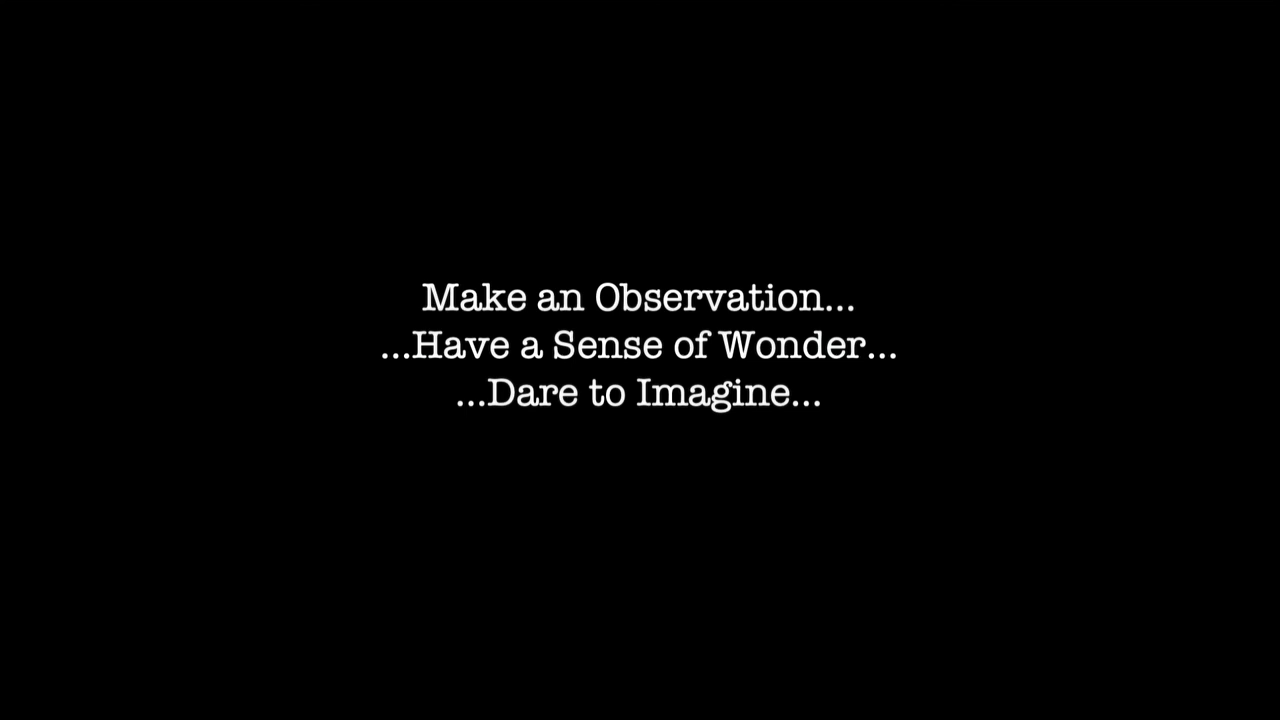 Make an Observation...
...Have a Sense of Wonder...
...Dare to Imagine...